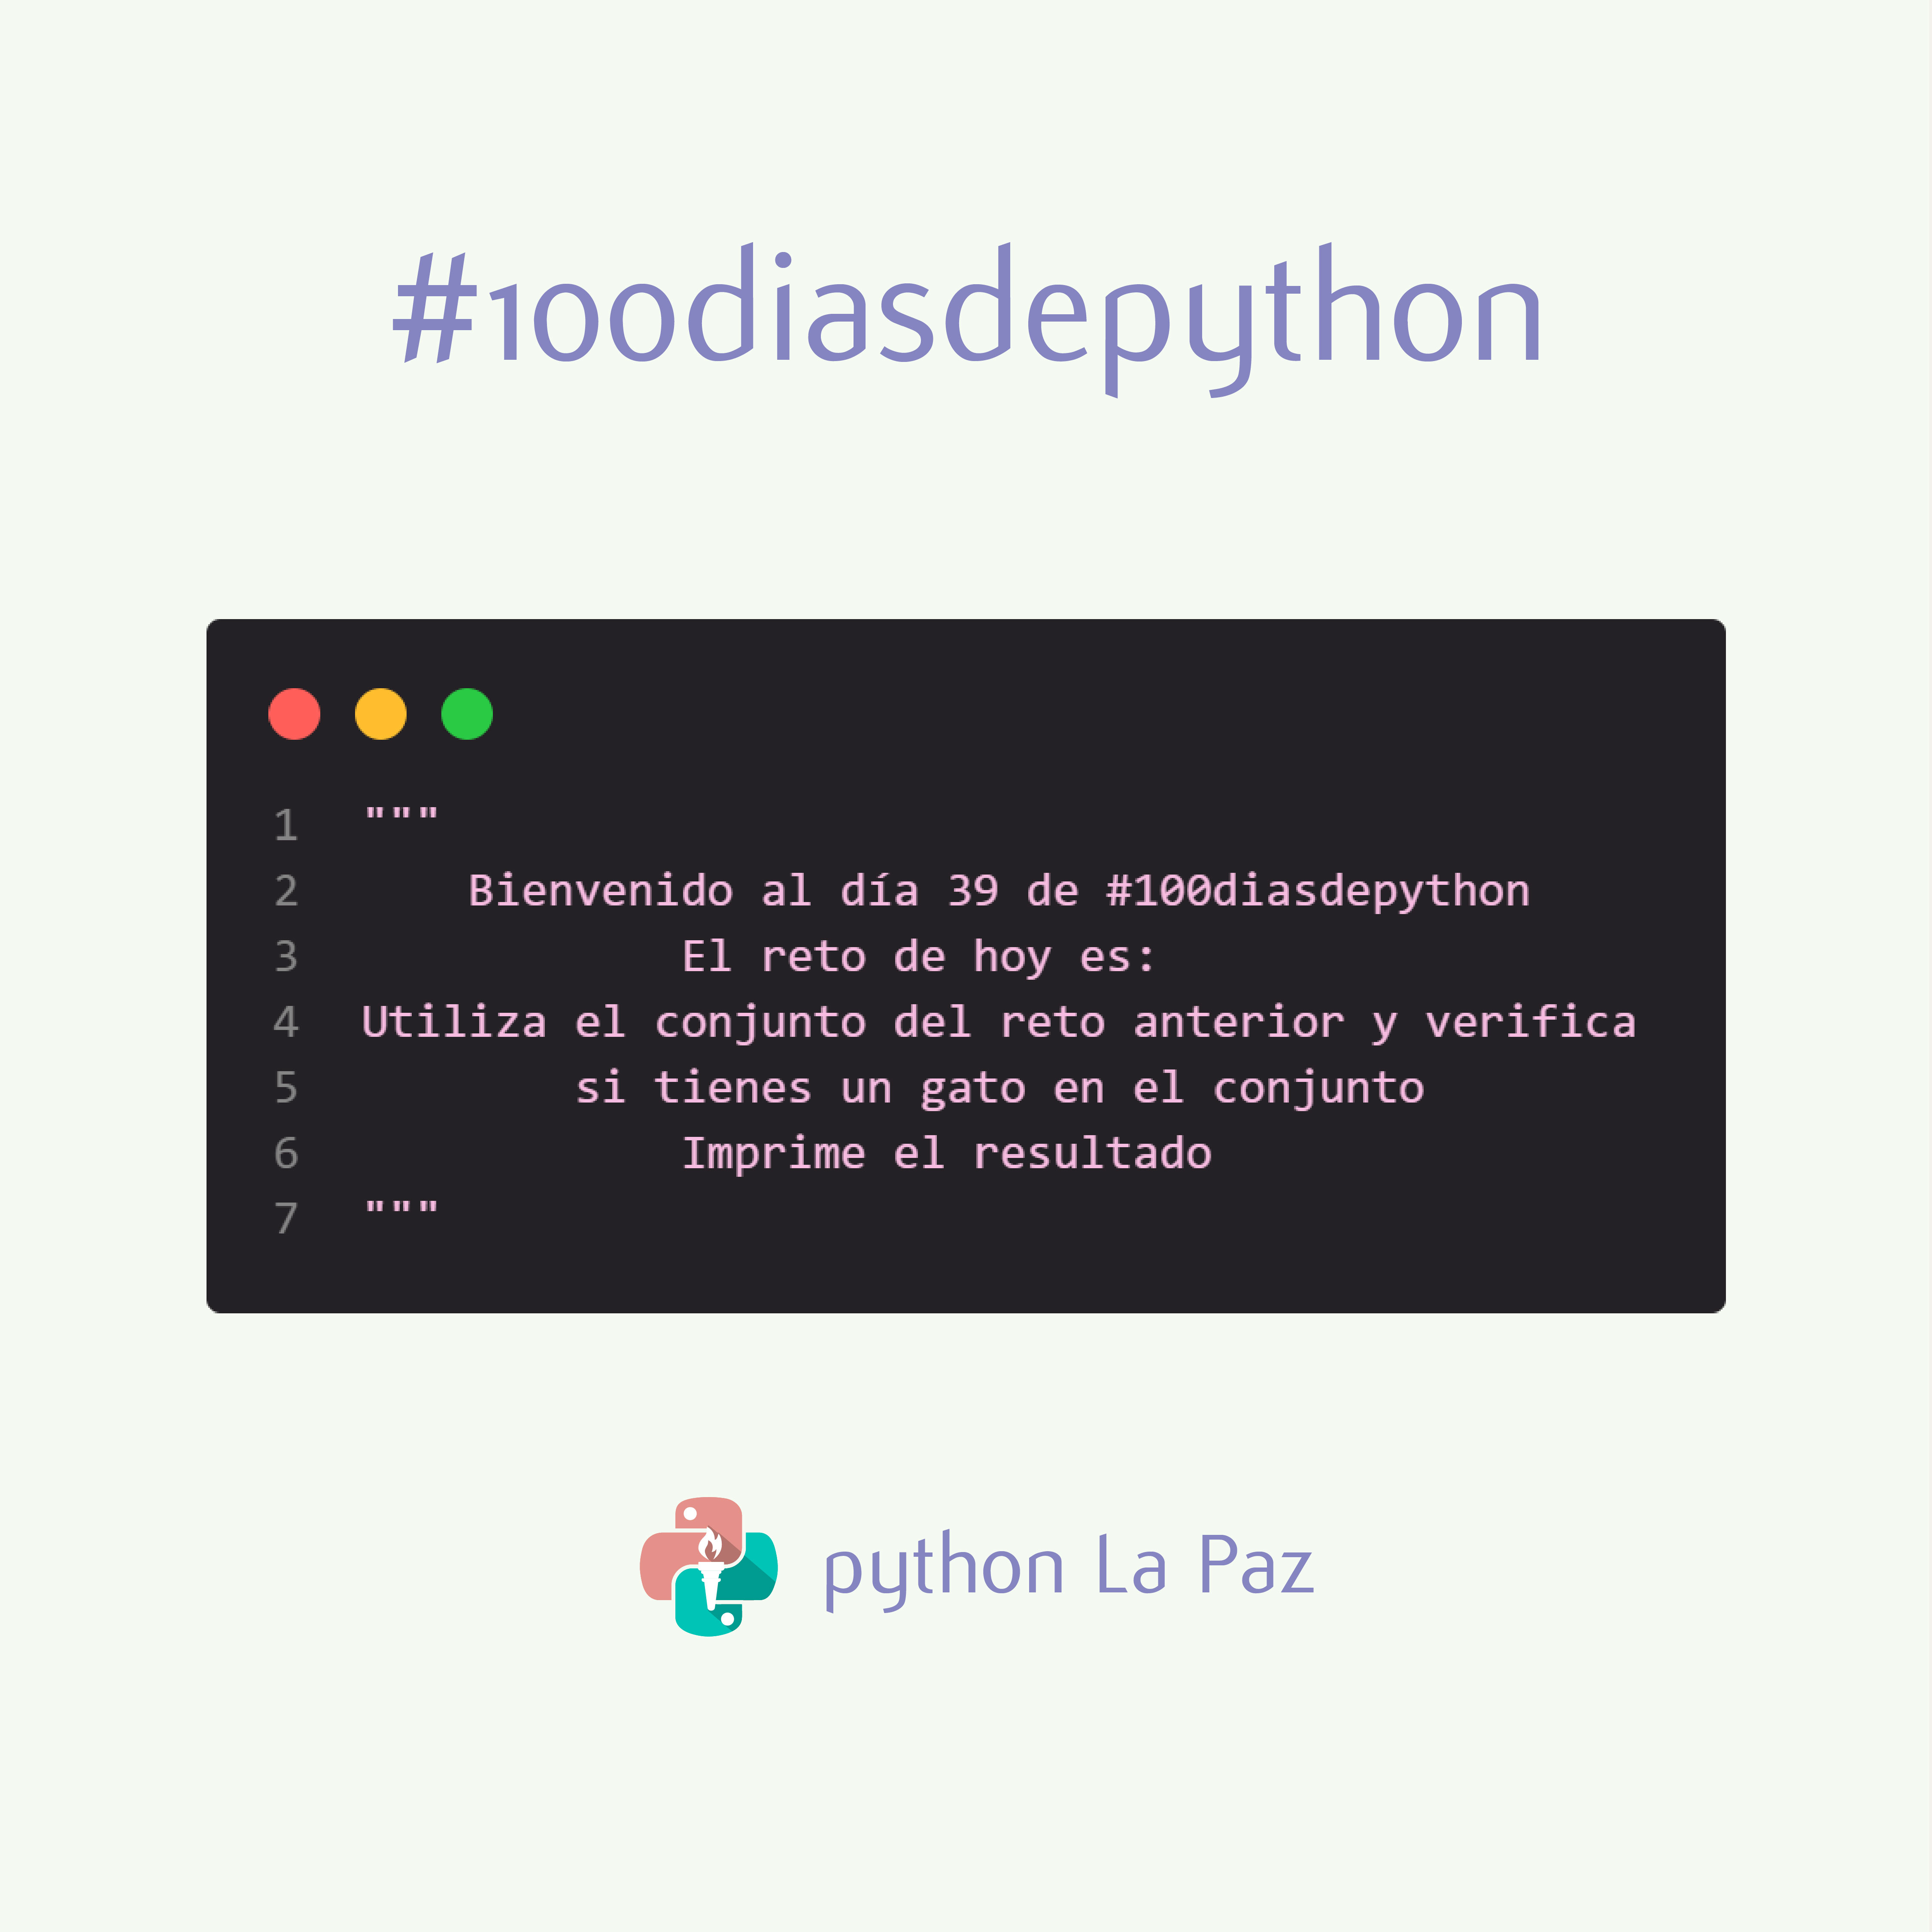 #100diasdepython
1 """
2 Bienvenido al día 39 de #100diasdepython
3 El reto de hoy es:
4 Utiliza el conjunto del reto anterior y verifica
5 si tienes un gato en el conjunto
6 Imprime el resultado
7 """
python La Paz